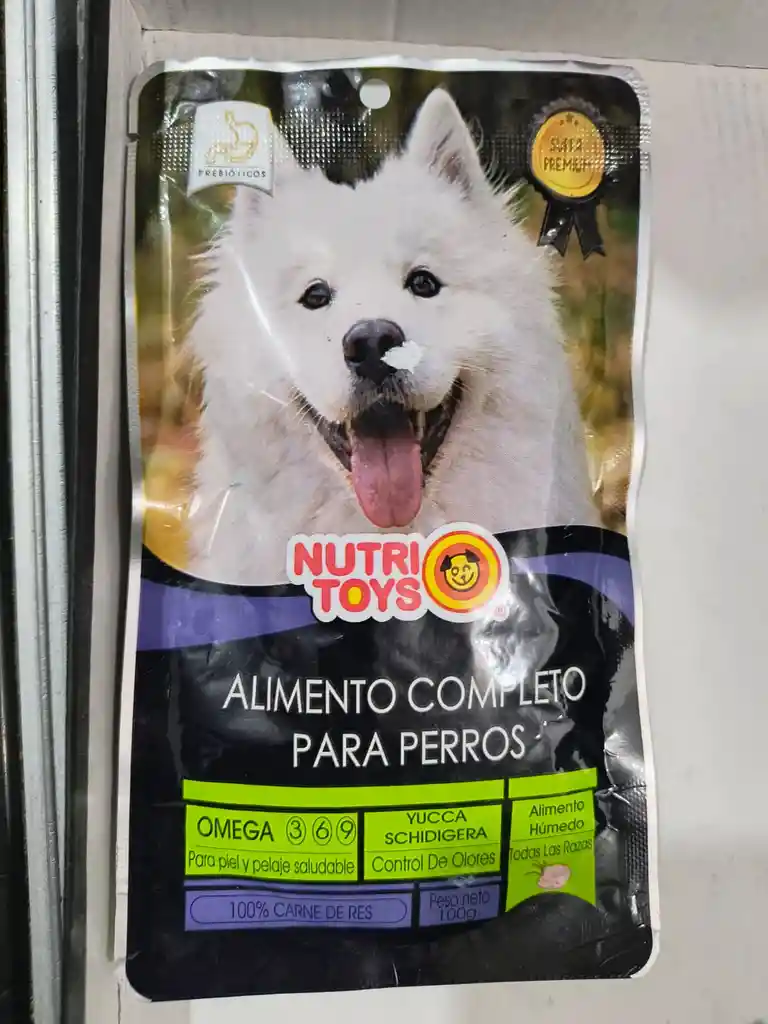 PREBIÓTICOS
SUPER
PREMIUM
NUTRI
TOYS
®
ALIMENTO COMPLETO
PARA PERROS
OMEGA 3 6 9
Para piel y pelaje saludable
YUCCA
SCHIDIGERA
Control De Olores
Alimento
Húmedo
Todas Las Razas
100% CARNE DE RES
Peso neto
100g